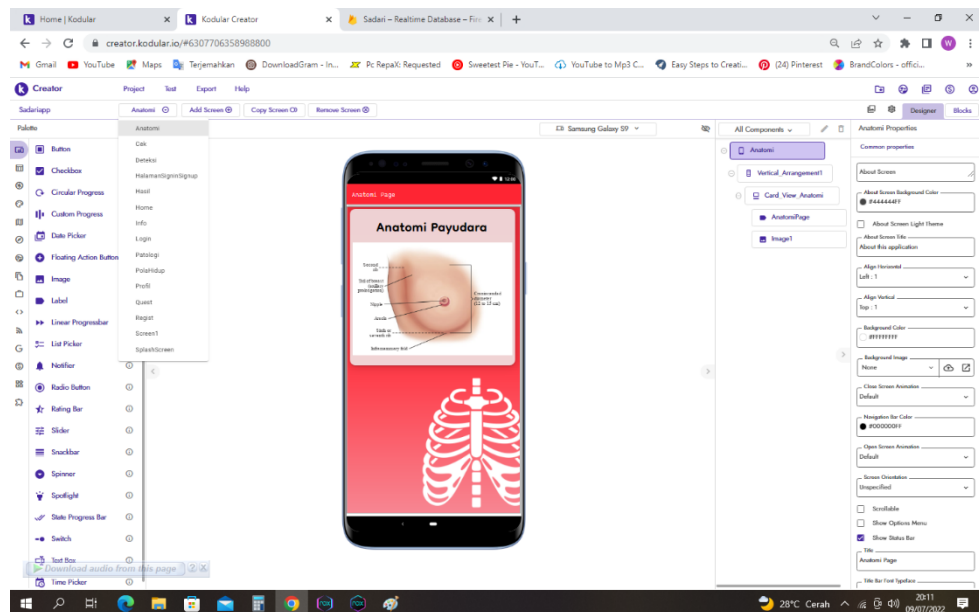 Home | Kodular
Kodular Creator
Sadari – Realtime Database – Fire
creator.kodular.io/#6307706358988800
Gmail
YouTube
Maps
Terjemahkan
DownloadGram - In...
Pc RepaX: Requested
Sweetest Pie - YouT...
YouTube to Mp3 C...
Easy Steps to Creati...
(24) Pinterest
BrandColors - offici...
Creator
Project
Test
Export
Help
Sadariapp
Anatomi
Add Screen
Copy Screen
Remove Screen
Designer
Blocks
Palette
Samsung Galaxy S9
All Components
Anatomi Properties
Button
Checkbox
Circular Progress
Custom Progress
Date Picker
Floating Action Button
Image
Label
Linear Progressbar
List Picker
Notifier
Radio Button
Rating Bar
Slider
Snackbar
Spinner
Spotlight
State Progress Bar
Switch
Text Box
Time Picker
Download audio from this page
Anatomi
Cek
Deteksi
HalamanSigninSignup
Hasil
Home
Info
Login
Patologi
PolaHidup
Profil
Quest
Regist
Screen1
SplashScreen
Anatomi Page
Anatomi Payudara
Nipple
Areola
Inframammary fold
Anatomi
Vertical_Arrangement1
Card_View_Anatomi
AnatomiPage
Image1
Common properties
About Screen
About Screen Background Color
#444444FF
About Screen Light Theme
About Screen Title
About this application
Align Horizontal
Left : 1
Align Vertical
Top : 1
Background Color
#FFFFFFFF
Background Image
None
Close Screen Animation
Default
Navigation Bar Color
#000000FF
Open Screen Animation
Default
Screen Orientation
Unspecified
Scrollable
Show Options Menu
Show Status Bar
Title
Anatomi Page
Title Bar Font Typeface
28°C Cerah
20:11
09/07/2022